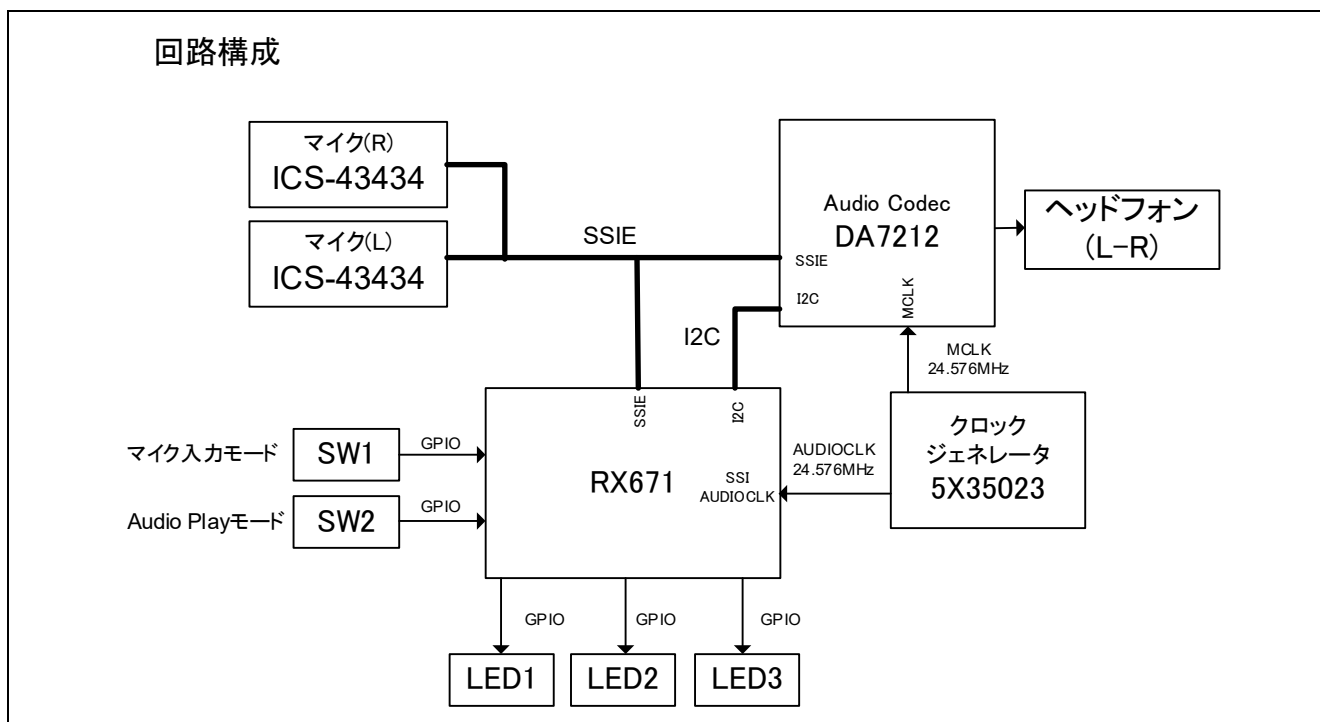 回路構成
マイク(R)
ICS-43434
マイク(L)
ICS-43434
SSIE
Audio Codec
DA7212
SSIE
I2C
MCLK
ヘッドフォン
(L-R)
I2C
MCLK
24.576MHz
SSIE
I2C
RX671
SSI
AUDIOCLK
AUDIOCLK
24.576MHz
クロック
ジェネレータ
5X35023
マイク入力モード
SW1
GPIO
Audio Playモード
SW2
GPIO
GPIO
GPIO
GPIO
LED1
LED2
LED3